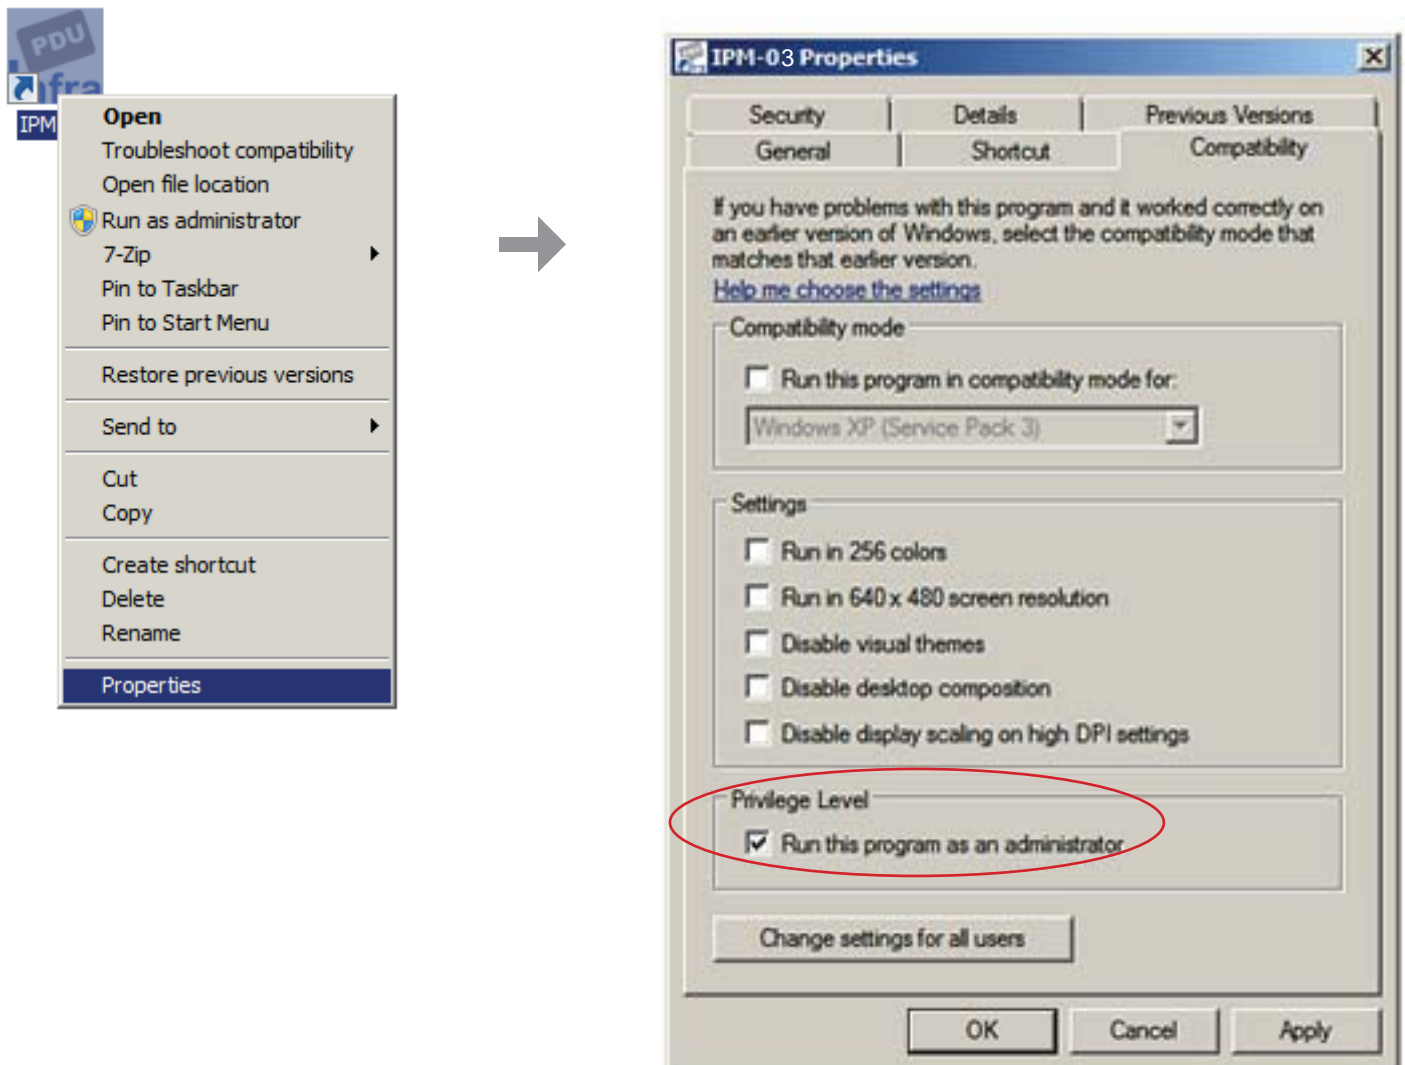 PDU
infra
IPM
Open
Troubleshoot compatibility
Open file location
Run as administrator
7-Zip
Pin to Taskbar
Pin to Start Menu
Restore previous versions
Send to
Cut
Copy
Create shortcut
Delete
Rename
Properties
IPM-03 Properties
Security
Details
Previous Versions
General
Shortcut
Compatibility
If you have problems with this program and it worked correctly on
an earlier version of Windows, select the compatibility mode that
matches that earlier version.
Help me choose the settings
Compatibility mode
Run this program in compatibility mode for:
Windows XP (Service Pack 3)
Settings
Run in 256 colors
Run in 640 x 480 screen resolution
Disable visual themes
Disable desktop composition
Disable display scaling on high DPI settings
Privilege Level
Run this program as an administrator
Change settings for all users
OK
Cancel
Apply